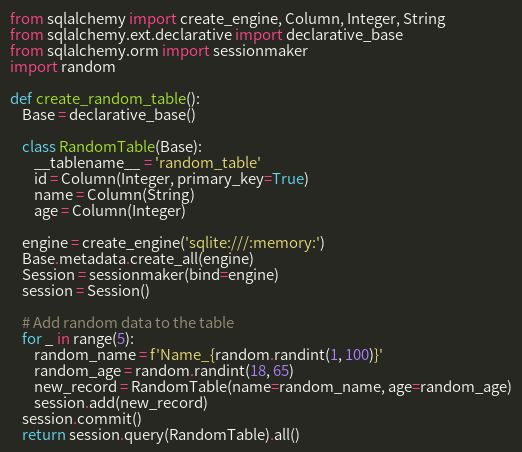 from sqlalchemy import create_engine, Column, Integer, String
from sqlalchemy.ext.declarative import declarative_base
from sqlalchemy.orm import sessionmaker
import random

def create_random_table():
    Base = declarative_base()

    class RandomTable(Base):
        __tablename__ = 'random_table'
        id = Column(Integer, primary_key=True)
        name = Column(String)
        age = Column(Integer)

    engine = create_engine('sqlite:///:memory:')
    Base.metadata.create_all(engine)
    Session = sessionmaker(bind=engine)
    session = Session()

    # Add random data to the table
    for _ in range(5):
        random_name = f'Name_{random.randint(1, 100)}'
        random_age = random.randint(18, 65)
        new_record = RandomTable(name=random_name, age=random_age)
        session.add(new_record)
    session.commit()
    return session.query(RandomTable).all()